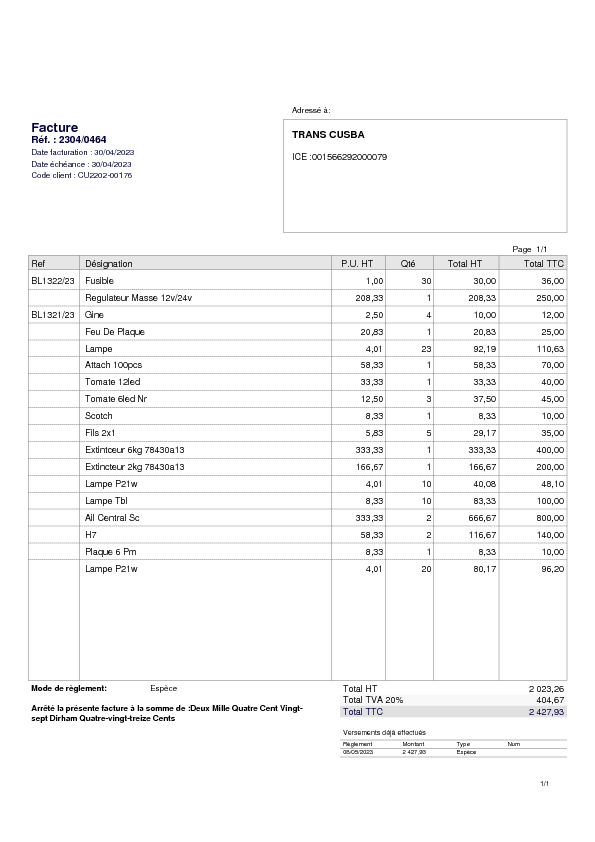 Adressé à:
Facture
Réf. : 2304/0464
Date facturation : 30/04/2023
Date échéance : 30/04/2023
Code client : CU2202-00176
TRANS CUSBA
ICE :001566292000079
Page 1/1
Ref Désignation P.U. HT Qté Total HT Total TTC
BL1322/23 Fusible 1,00 30 30,00 36,00
Regulateur Masse 12v/24v 208,33 1 208,33 250,00
BL1321/23 Gine 2,50 4 10,00 12,00
Feu De Plaque 20,83 1 20,83 25,00
Lampe 4,01 23 92,19 110,63
Attach 100pcs 58,33 1 58,33 70,00
Tomate 12led 33,33 1 33,33 40,00
Tomate 6led Nr 12,50 3 37,50 45,00
Scotch 8,33 1 8,33 10,00
Fils 2x1 5,83 5 29,17 35,00
Extintceur 6kg 78430a13 333,33 1 333,33 400,00
Extincteur 2kg 78430a13 166,67 1 166,67 200,00
Lampe P21w 4,01 10 40,08 48,10
Lampe Tbl 8,33 10 83,33 100,00
Ail Central Sc 333,33 2 666,67 800,00
H7 58,33 2 116,67 140,00
Plaque 6 Pm 8,33 1 8,33 10,00
Lampe P21w 4,01 20 80,17 96,20
Mode de règlement: Espèce
Total HT 2 023,26
Total TVA 20% 404,67
Total TTC 2 427,93
Arrêté la présente facture à la somme de :Deux Mille Quatre Cent Vingt-
sept Dirham Quatre-vingt-treize Cents
Versements déjà effectués
Règlement Montant Type Num
08/05/2023 2 427,93 Espèce
1/1